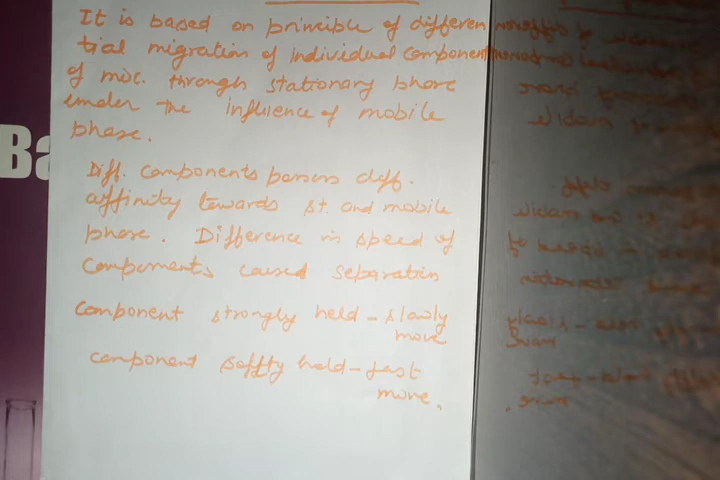 Ba
It is based on principle of differen
tial migration of individual component
of mix. through stationary phase
under the influence of mobile
phase.
Diff. components possess diff.
affinity towards st. and mobile
phase. Difference in speed of
components caused separation
component strongly held - slowly
move
component softly held - fast
move.